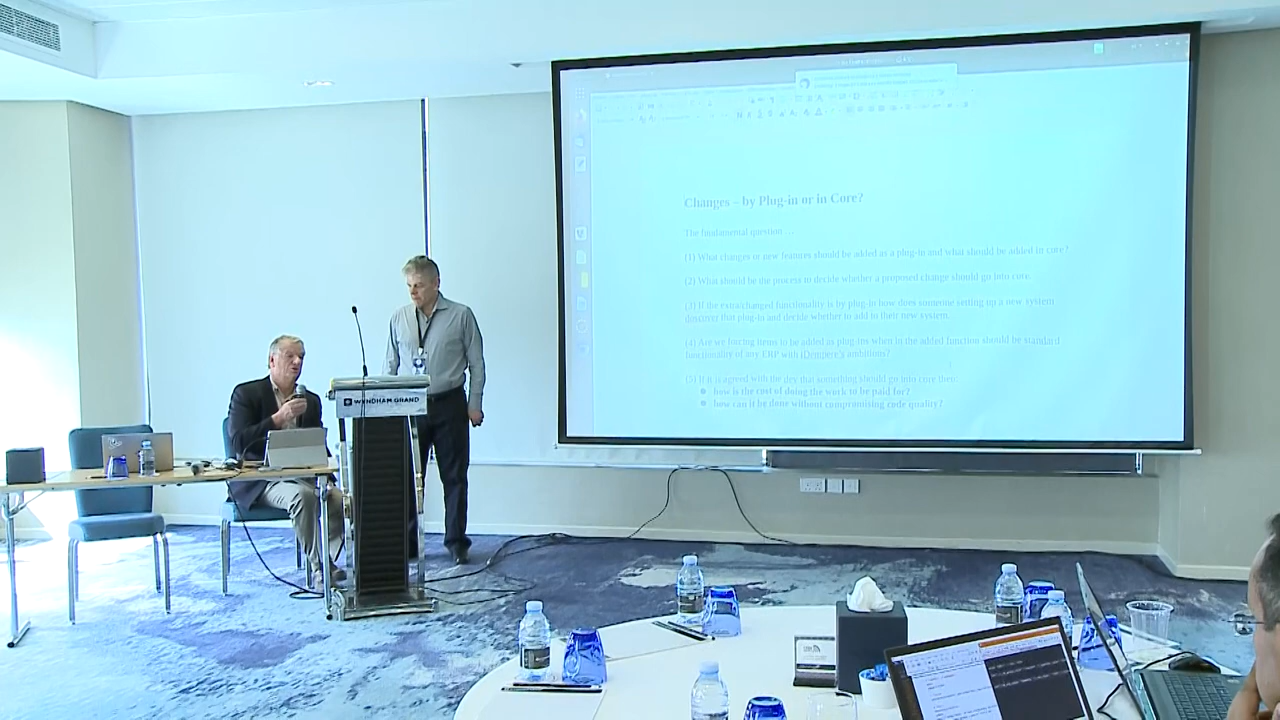 Changes – by Plug-in or in Core?
The fundamental question …
(1) What changes or new features should be added as a plug-in and what should be added in core?
(2) What should be the process to decide whether a proposed change should go into core.
(3) If the extra/changed functionality is by plug-in how does someone setting up a new system
descover that plug-in and decide whether to add to their new system.
(4) Are we forcing items to be added as plug-ins when in the added function should be standard
functionality of any ERP with iDempere's ambitions?
(5) If it is agreed with the dev that something should go into core then:
how is the cost of doing the work to be paid for?
how can it be done without compromising code quality?
WYNDHAM GRAND